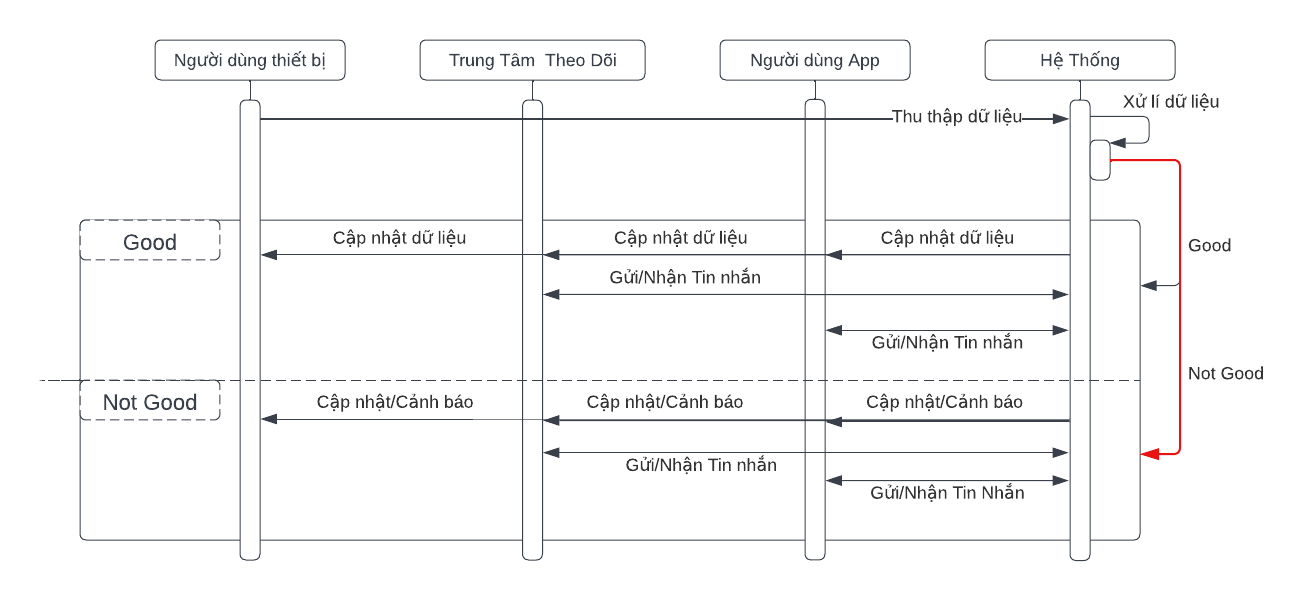 Người dùng thiết bị
Trung Tâm Theo Dõi
Người dùng App
Hệ Thống
Xử lí dữ liệu
Thu thập dữ liệu
Good
Cập nhật dữ liệu
Cập nhật dữ liệu
Cập nhật dữ liệu
Good
Gửi/Nhận Tin nhắn
Gửi/Nhận Tin nhắn
Not Good
Not Good
Cập nhật/Cảnh báo
Cập nhật/Cảnh báo
Cập nhật/Cảnh báo
Gửi/Nhận Tin nhắn
Gửi/Nhận Tin Nhắn